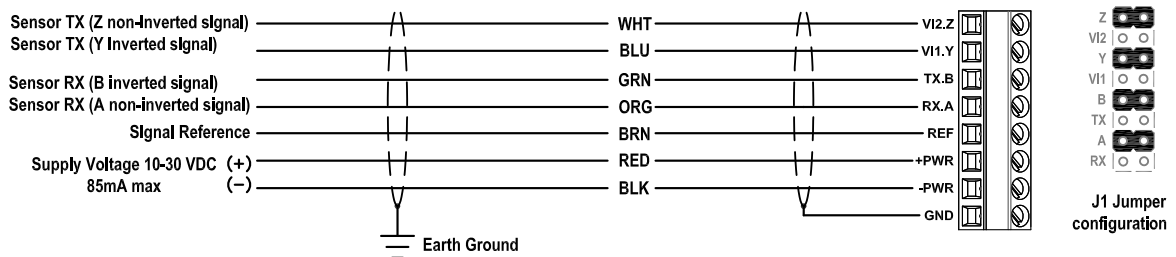 Sensor TX (Z non-inverted signal) WHT VI2.Z
Sensor TX (Y Inverted signal) BLU VI1.Y
Sensor RX (B inverted signal) GRN TX.B
Sensor RX (A non-inverted signal) ORG RX.A
Signal Reference BRN REF
Supply Voltage 10-30 VDC (+) RED +PWR
85mA max (−) BLK -PWR
GND
Earth Ground
Z
VI2
Y
VI1
B
TX
A
RX
J1 Jumper
configuration